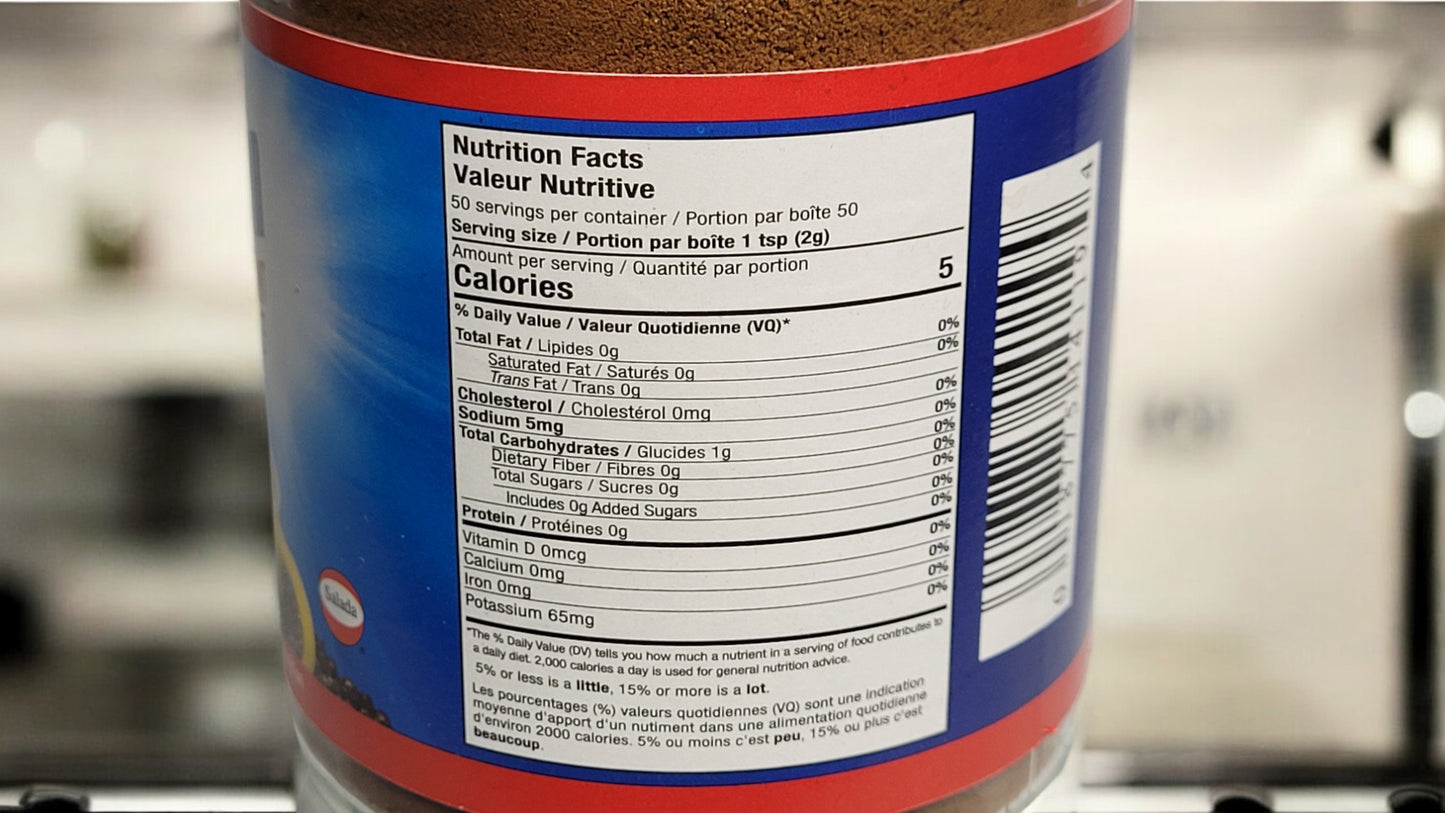 Nutrition Facts
Valeur Nutritive
50 servings per container / Portion par boîte 50
Serving size / Portion par boîte 1 tsp (2g)
Amount per serving / Quantité par portion
Calories 5
% Daily Value / Valeur Quotidienne (VQ)*
Total Fat / Lipides 0g 0%
Saturated Fat / Saturés 0g 0%
Trans Fat / Trans 0g
Cholesterol / Cholestérol 0mg 0%
Sodium 5mg 0%
Total Carbohydrates / Glucides 1g 0%
Dietary Fiber / Fibres 0g 0%
Total Sugars / Sucres 0g 0%
Includes 0g Added Sugars 0%
Protein / Protéines 0g 0%
Vitamin D 0mcg 0%
Calcium 0mg 0%
Iron 0mg 0%
Potassium 65mg 0%
*The % Daily Value (DV) tells you how much a nutrient in a serving of food contributes to
a daily diet. 2,000 calories a day is used for general nutrition advice.
5% or less is a little, 15% or more is a lot.
Les pourcentages (%) valeurs quotidiennes (VQ) sont une indication
moyenne d'apport d'un nutiment dans une alimentation quotidienne
d'environ 2000 calories. 5% ou moins c'est peu, 15% ou plus c'est
beaucoup.
Salada